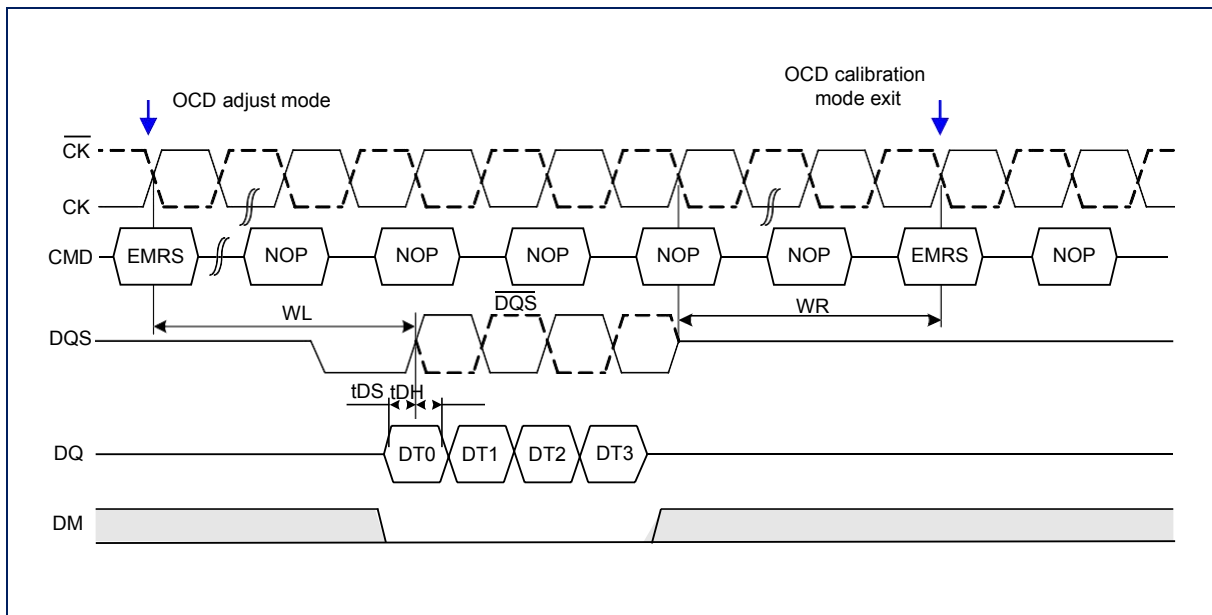 OCD adjust mode
OCD calibration
mode exit
CK
CK
CMD
EMRS
NOP
NOP
NOP
NOP
NOP
EMRS
NOP
WL
DQS
WR
DQS
tDS
tDH
DQ
DT0
DT1
DT2
DT3
DM